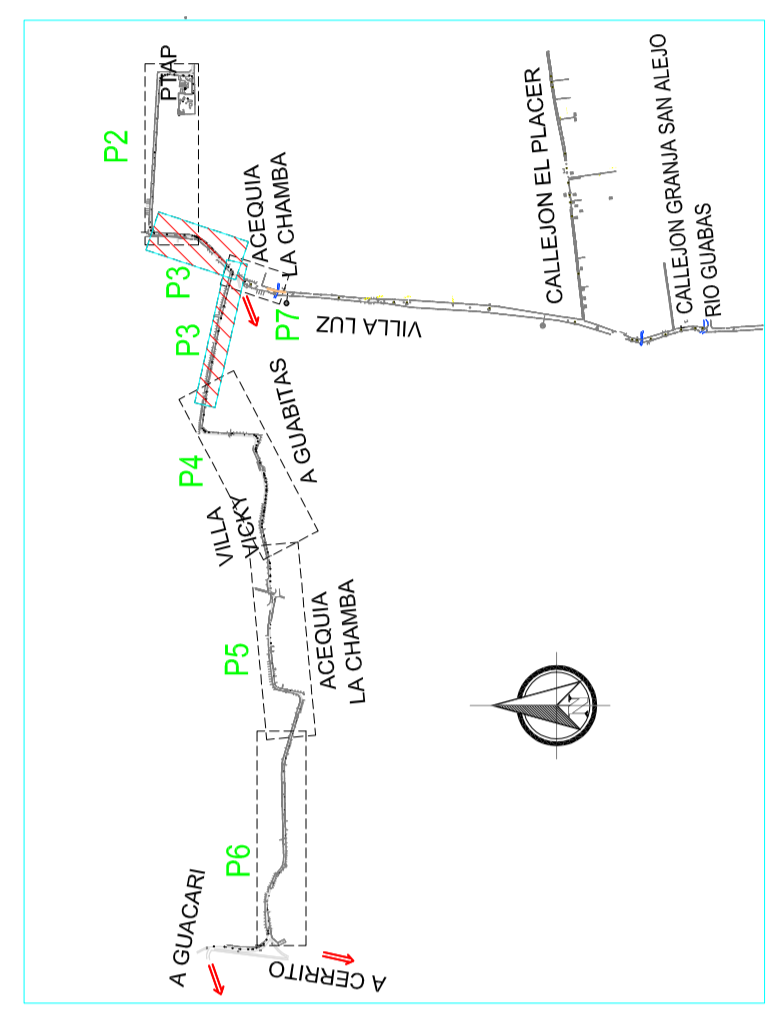 PTAP
P2
ACEQUIA
LA CHAMBA
P3
P3
P7
VILLA LUZ
CALLEJON EL PLACER
CALLEJON GRANJA SAN ALEJO
RIO GUABAS
P4
A GUABITAS
VILLA
VICKY
P5
ACEQUIA
LA CHAMBA
N
P6
A GUACARI
A CERRITO